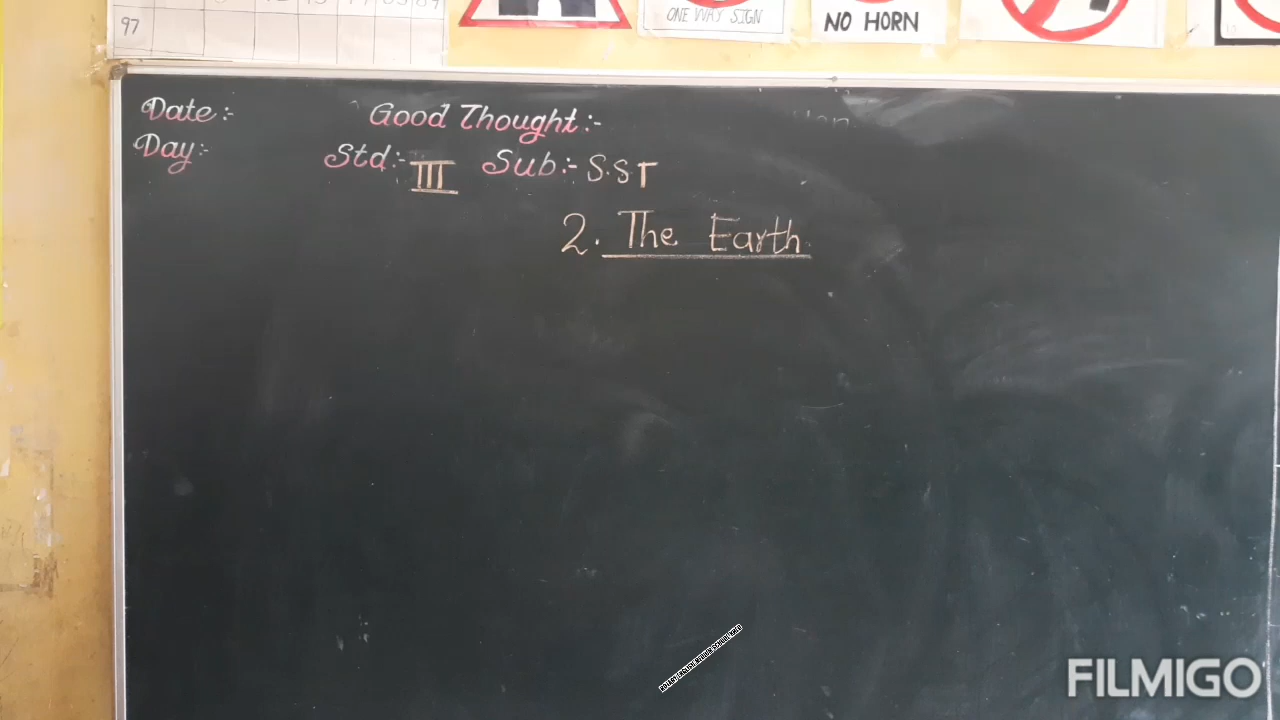 97
ONE WAY SIGN
NO HORN
Date:-
Good Thought:-
Day:-
Std:- III Sub:- S.S.T
2. The Earth
FILMIGO